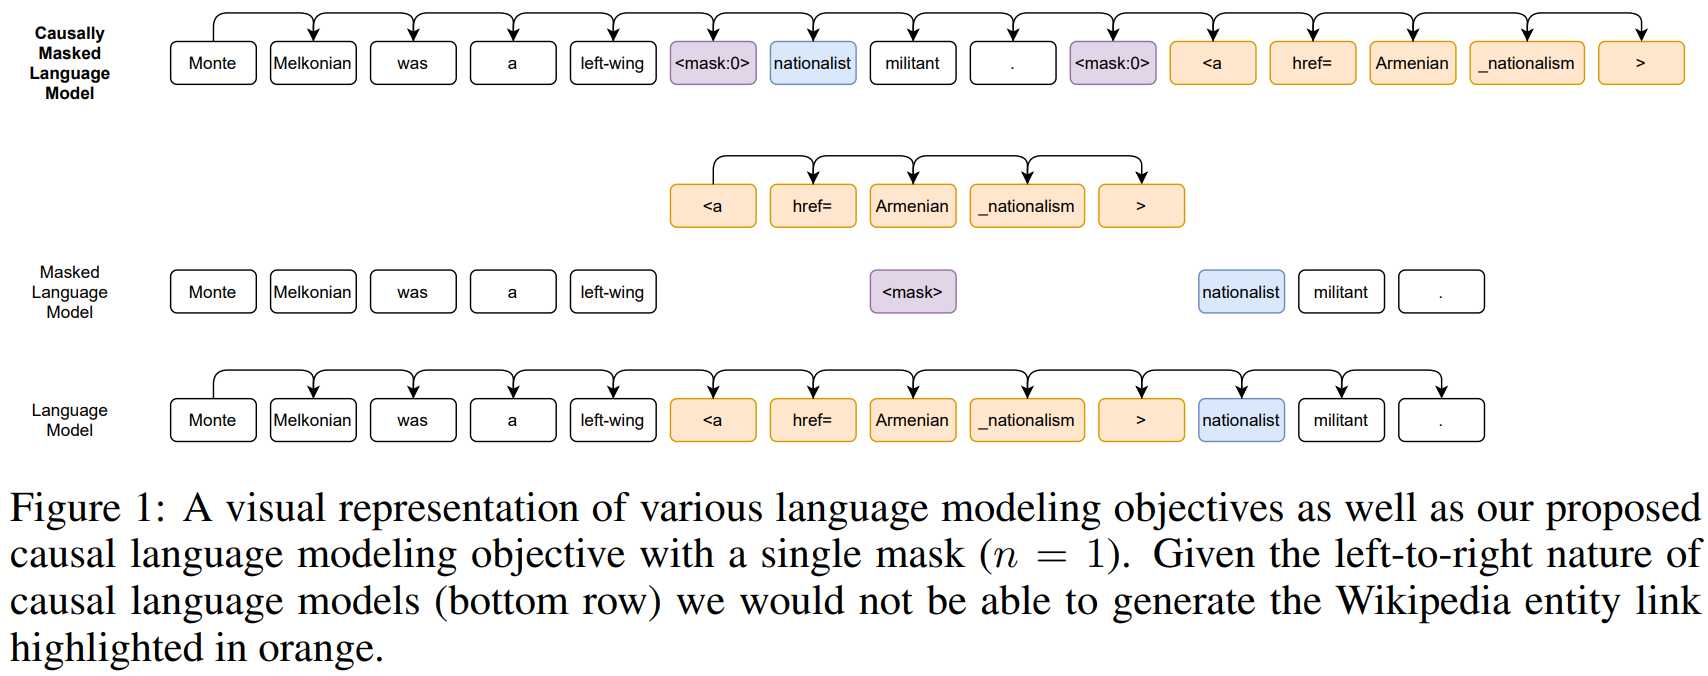 Causally
Masked
Language
Model
Monte Melkonian was a left-wing <mask:0> nationalist militant . <mask:0> <a href= Armenian _nationalism >
<a href= Armenian _nationalism >
Masked
Language
Model
Monte Melkonian was a left-wing <mask> nationalist militant .
Language
Model
Monte Melkonian was a left-wing <a href= Armenian _nationalism > nationalist militant .
Figure 1: A visual representation of various language modeling objectives as well as our proposed
causal language modeling objective with a single mask (n = 1). Given the left-to-right nature of
causal language models (bottom row) we would not be able to generate the Wikipedia entity link
highlighted in orange.